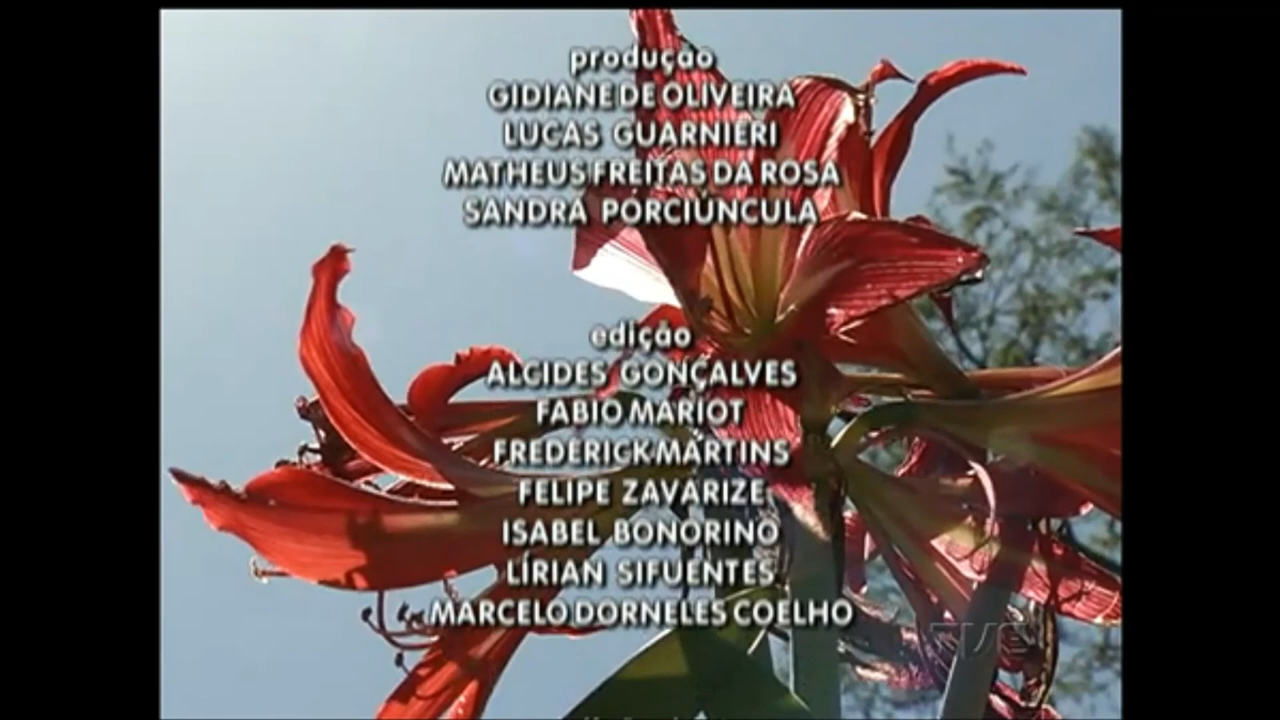 produção
GIDIANE DE OLIVEIRA
LUCAS GUARNIERI
MATHEUS FREITAS DA ROSA
SANDRA PORCIÚNCULA
edição
ALCIDES GONÇALVES
FABIO MARIOT
FREDERICK MARTINS
FELIPE ZAVARIZE
ISABEL BONORINO
LÍRIAN SIFUENTES
MARCELO DORNELES COELHO
TVE